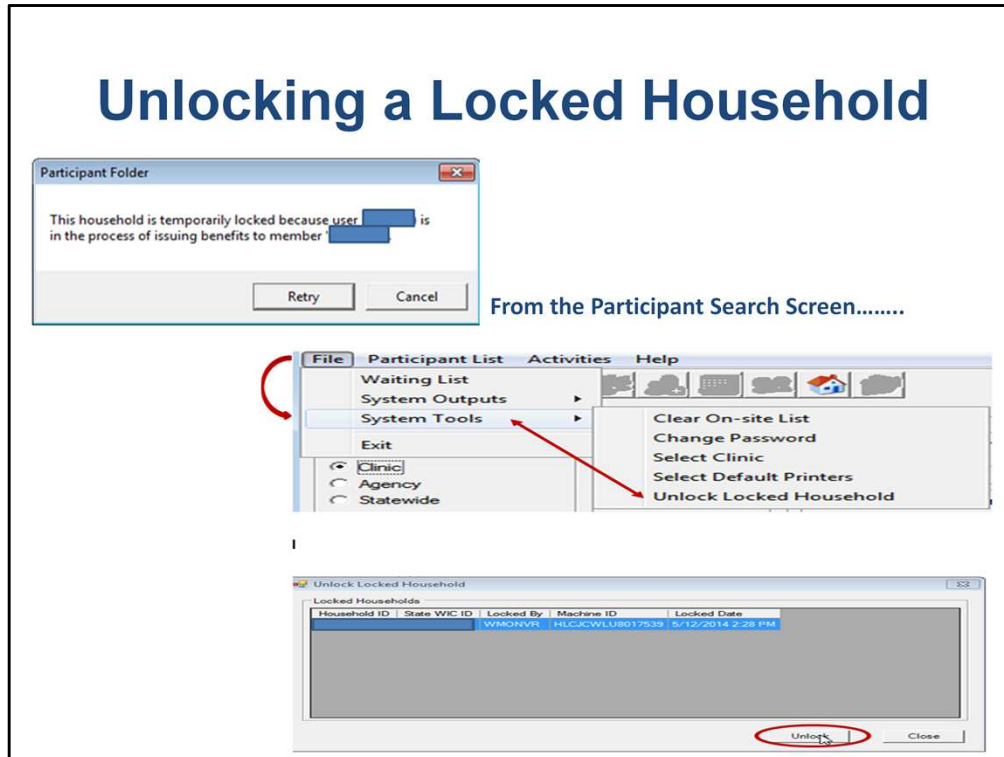 Unlocking a Locked Household
Participant Folder
This household is temporarily locked because user ) is
in the process of issuing benefits to member '
Retry Cancel
From the Participant Search Screen........
File Participant List Activities Help
Waiting List
System Outputs
System Tools
Exit
Clear On-site List
Change Password
Select Clinic
Select Default Printers
Unlock Locked Household
Clinic
Agency
Statewide
Unlock Locked Household
Locked Households
Household ID State WIC ID Locked By Machine ID Locked Date
WMONVR HLCJCWLU8017539 5/12/2014 2:28 PM
Unlock Close